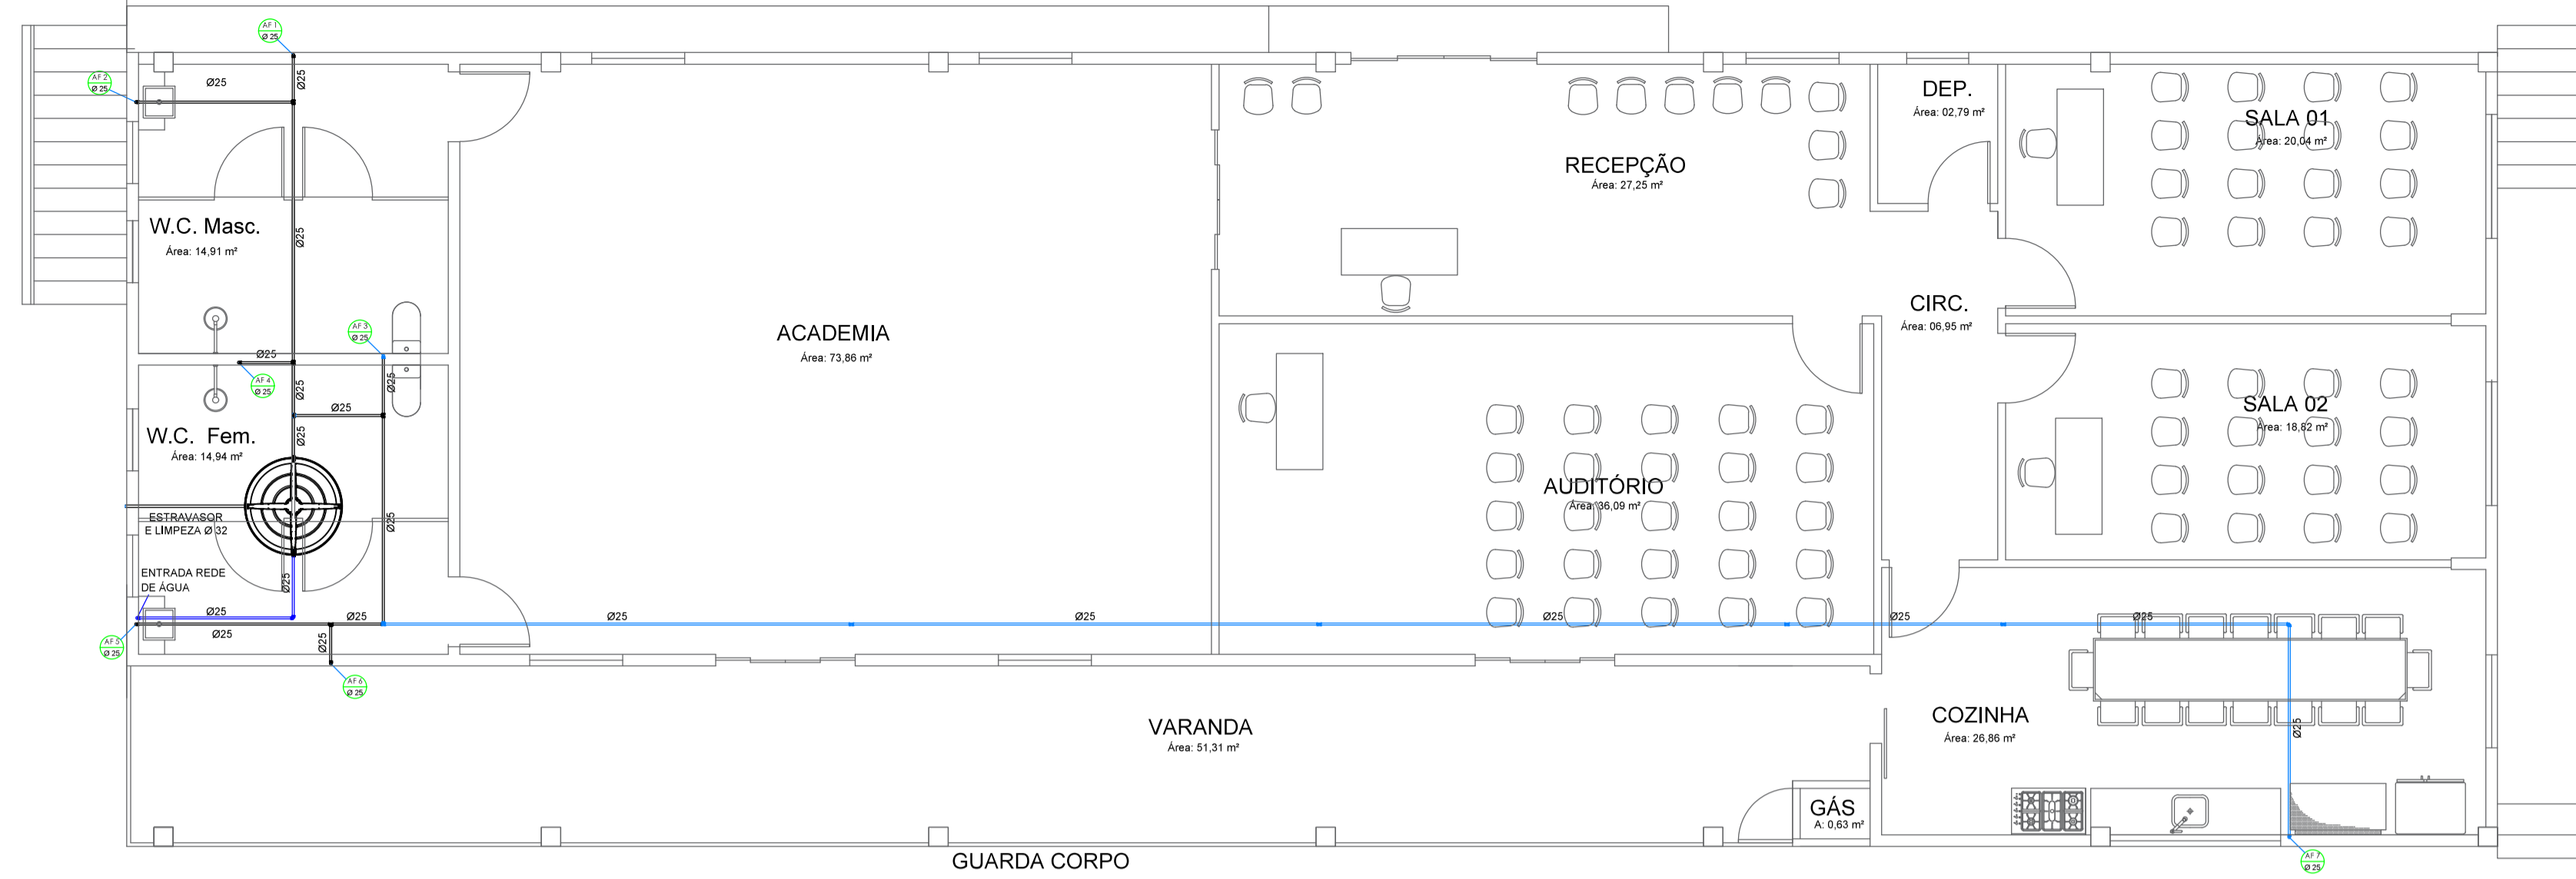 AF 1
Ø 25
AF 2
Ø 25
Ø25
Ø25
DEP.
Área: 02,79 m²
SALA 01
Área: 20,04 m²
RECEPÇÃO
Área: 27,25 m²
W.C. Masc.
Área: 14,91 m²
Ø25
CIRC.
Área: 06,95 m²
AF 3
Ø 25
ACADEMIA
Área: 73,86 m²
Ø25
AF 4
Ø 25
Ø25
Ø25
Ø25
SALA 02
Área: 18,82 m²
W.C. Fem.
Área: 14,94 m²
Ø25
AUDITÓRIO
Área: 36,09 m²
ESTRAVASOR
E LIMPEZA Ø 32
Ø25
ENTRADA REDE
DE ÁGUA
Ø25
Ø25
Ø25
Ø25
Ø25
Ø25
Ø25
Ø25
Ø25
Ø25
AF 5
Ø 25
AF 6
Ø 25
VARANDA
Área: 51,31 m²
COZINHA
Área: 26,86 m²
Ø25
GÁS
A: 0,63 m²
GUARDA CORPO
AF 7
Ø 25